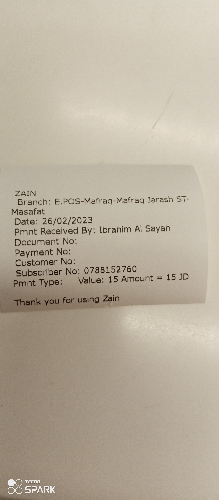 ZAIN
Branch: E.POS-Mafraq-Mafraq Jarash ST-
Masafat
Date: 26/02/2023
Pmnt Received By: Ibrahim A. Sayan
Document No:
Payment No:
Customer No:
Subscriber No: 0788152760
Pmnt Type: Value: 15 Amount = 15 JD
Thank you for using Zain
TECNO
SPARK